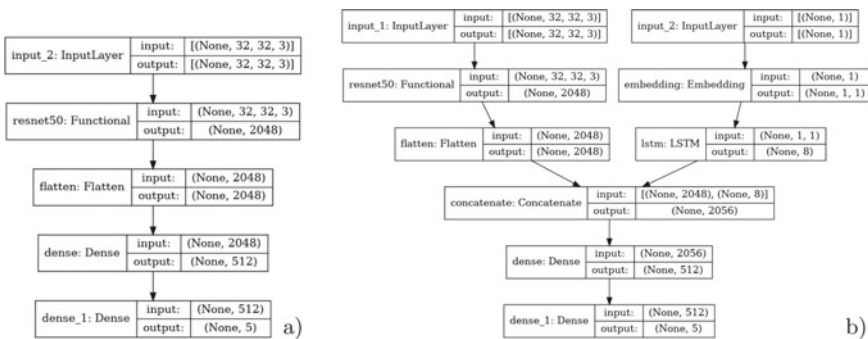 input_2: InputLayer input: [(None, 32, 32, 3)]
output: [(None, 32, 32, 3)]
resnet50: Functional input: (None, 32, 32, 3)
output: (None, 2048)
flatten: Flatten input: (None, 2048)
output: (None, 2048)
dense: Dense input: (None, 2048)
output: (None, 512)
dense_1: Dense input: (None, 512)
output: (None, 5)
a)
input_1: InputLayer input: [(None, 32, 32, 3)]
output: [(None, 32, 32, 3)]
input_2: InputLayer input: [(None, 1)]
output: [(None, 1)]
resnet50: Functional input: (None, 32, 32, 3)
output: (None, 2048)
embedding: Embedding input: (None, 1)
output: (None, 1, 1)
flatten: Flatten input: (None, 2048)
output: (None, 2048)
lstm: LSTM input: (None, 1, 1)
output: (None, 8)
concatenate: Concatenate input: [(None, 2048), (None, 8)]
output: (None, 2056)
dense: Dense input: (None, 2056)
output: (None, 512)
dense_1: Dense input: (None, 512)
output: (None, 5)
b)